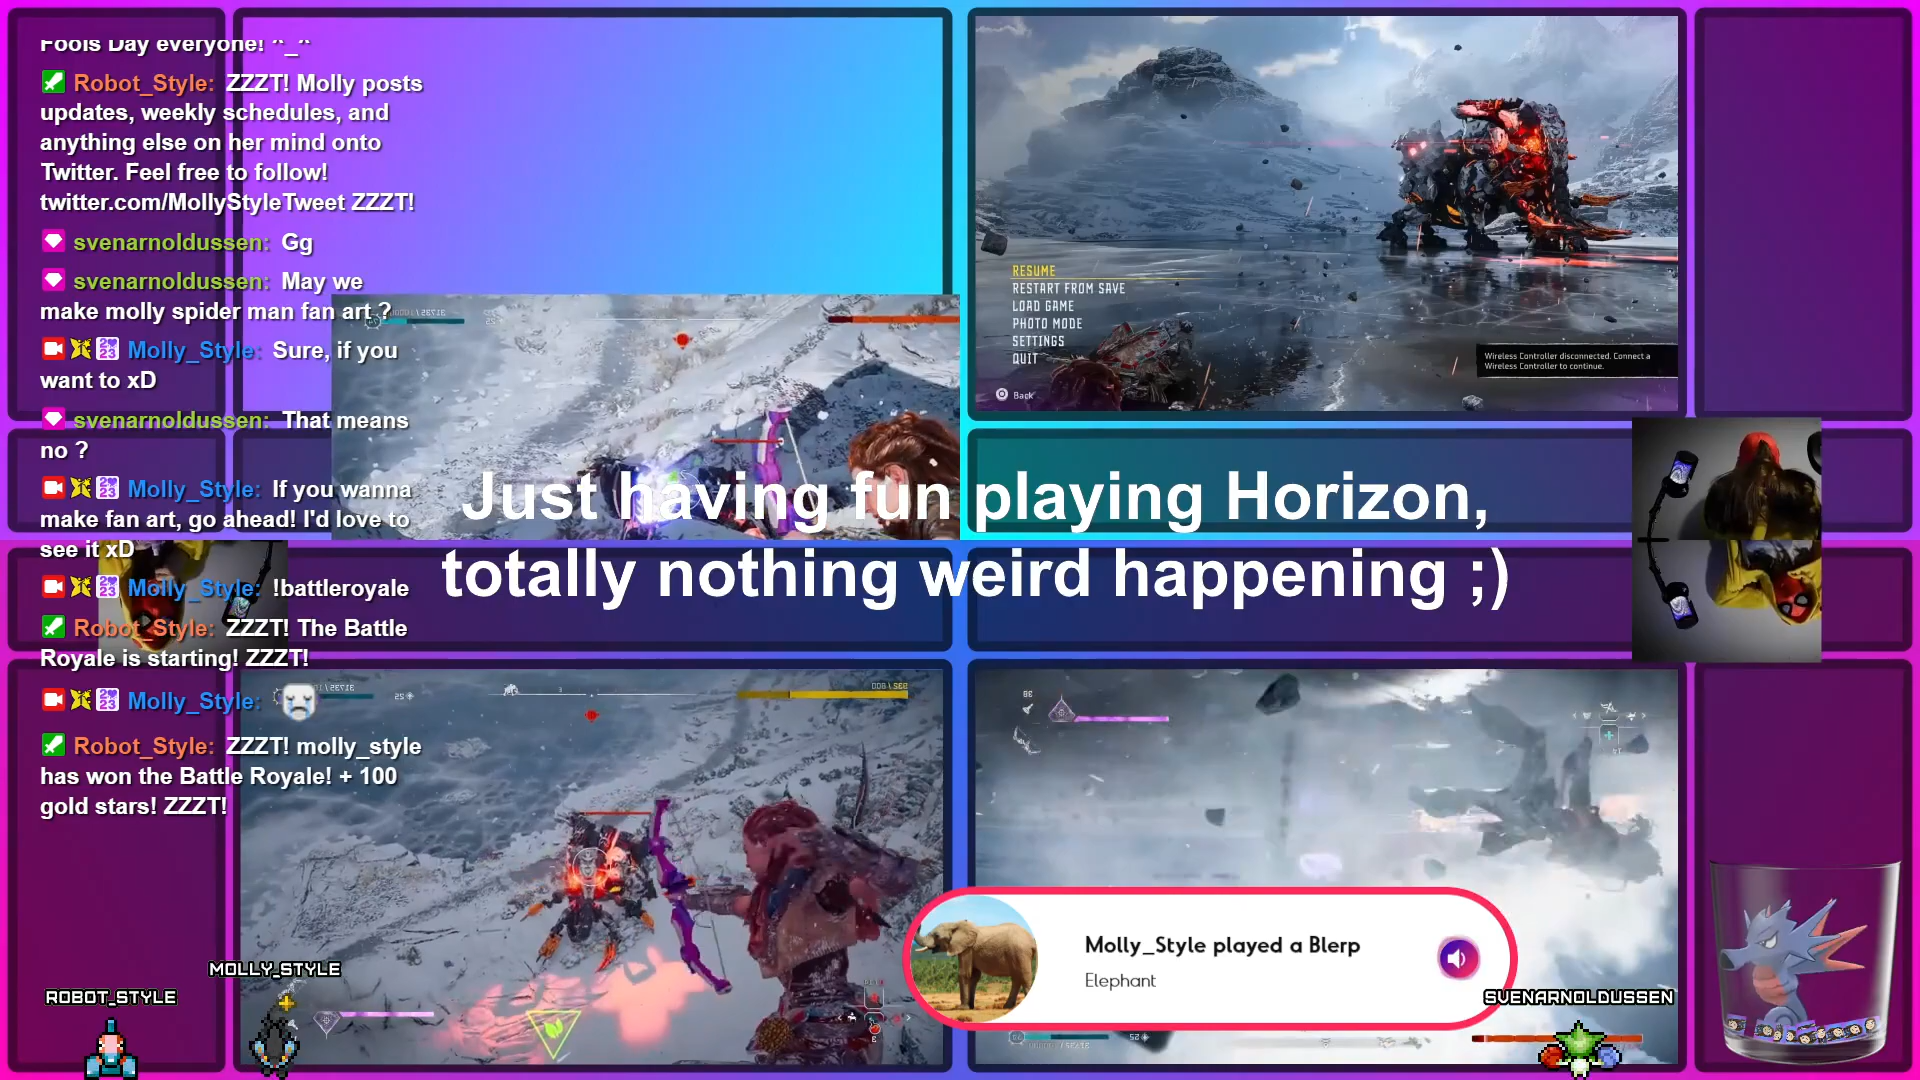 Fools Day everyone! ^_^
Robot_Style: ZZZT! Molly posts
updates, weekly schedules, and
anything else on her mind onto
Twitter. Feel free to follow!
twitter.com/MollyStyleTweet ZZZT!
svenarnoldussen: Gg
svenarnoldussen: May we
make molly spider man fan art ?
Molly_Style: Sure, if you
want to xD
svenarnoldussen: That means
no ?
Molly_Style: If you wanna
make fan art, go ahead! I'd love to
see it xD
Molly_Style: !battleroyale
Robot_Style: ZZZT! The Battle
Royale is starting! ZZZT!
Molly_Style:
Robot_Style: ZZZT! molly_style
has won the Battle Royale! + 100
gold stars! ZZZT!
RESUME
RESTART FROM SAVE
LOAD GAME
PHOTO MODE
SETTINGS
QUIT
Back
Wireless Controller disconnected. Connect a
Wireless Controller to continue.
Just having fun playing Horizon,
totally nothing weird happening ;)
Molly_Style played a Blerp
Elephant
MOLLY_STYLE
ROBOT_STYLE
SVENARNOLDUSSEN